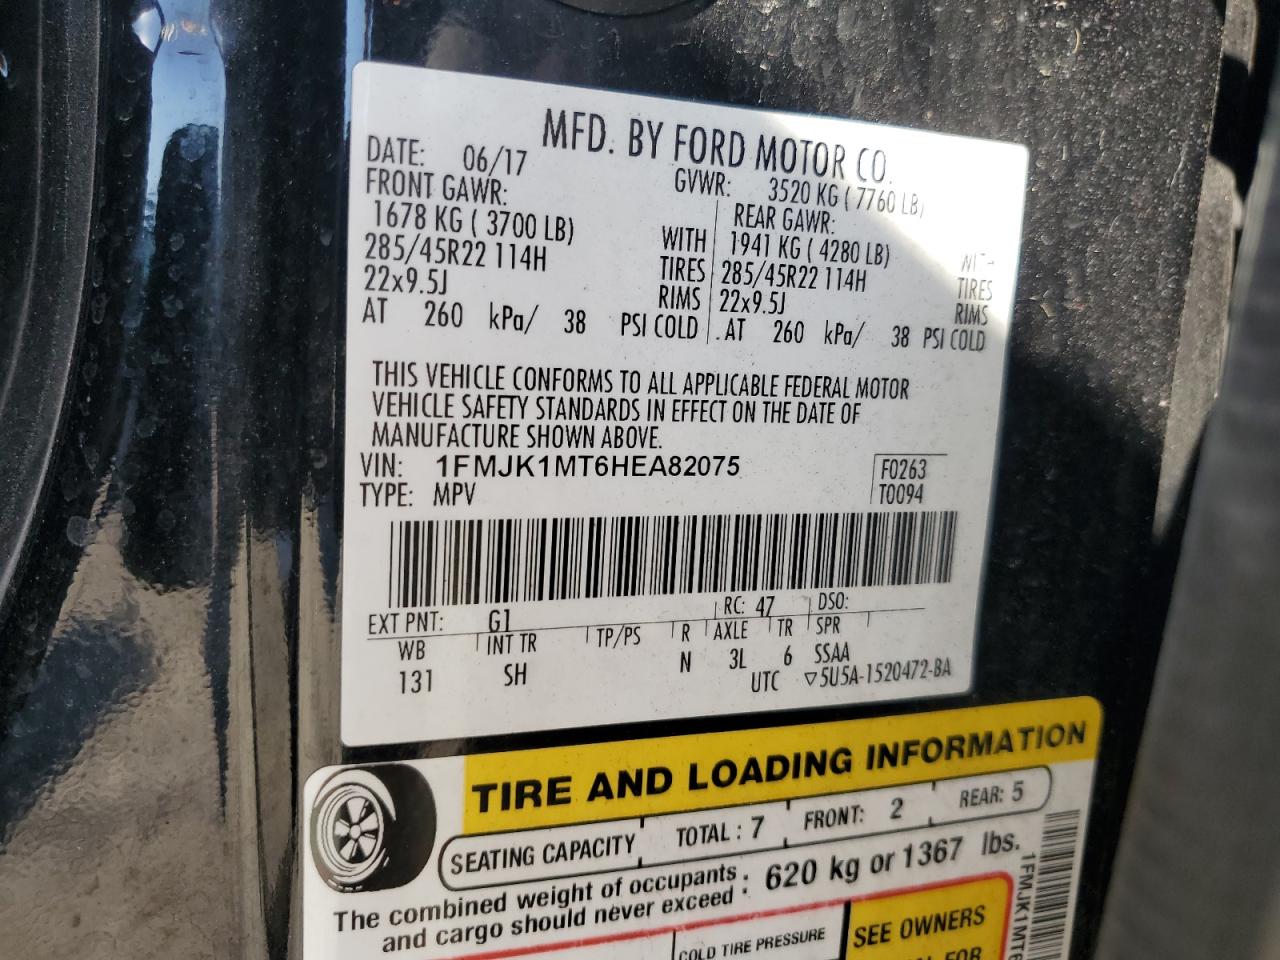 MFD. BY FORD MOTOR CO.
DATE: 06/17 GVWR: 3520 KG ( 7760 LB)
FRONT GAWR: REAR GAWR:
1678 KG ( 3700 LB) WITH 1941 KG ( 4280 LB) WITH
285/45R22 114H TIRES 285/45R22 114H TIRES
22x9.5J RIMS 22x9.5J RIMS
AT 260 kPa/ 38 PSI COLD AT 260 kPa/ 38 PSI COLD
THIS VEHICLE CONFORMS TO ALL APPLICABLE FEDERAL MOTOR
VEHICLE SAFETY STANDARDS IN EFFECT ON THE DATE OF
MANUFACTURE SHOWN ABOVE.
VIN: 1FMJK1MT6HEA82075 F0263
TYPE: MPV T0094
EXT PNT: G1 RC: 47 DSO:
WB INT TR TP/PS R AXLE TR SPR
131 SH N 3L 6 SSAA
UTC ▽5U5A-1520472-BA
TIRE AND LOADING INFORMATION
SEATING CAPACITY TOTAL : 7 FRONT: 2 REAR: 5
The combined weight of occupants
and cargo should never exceed : 620 kg or 1367 lbs.
COLD TIRE PRESSURE SEE OWNERS
FOR
1FMJK1MT6